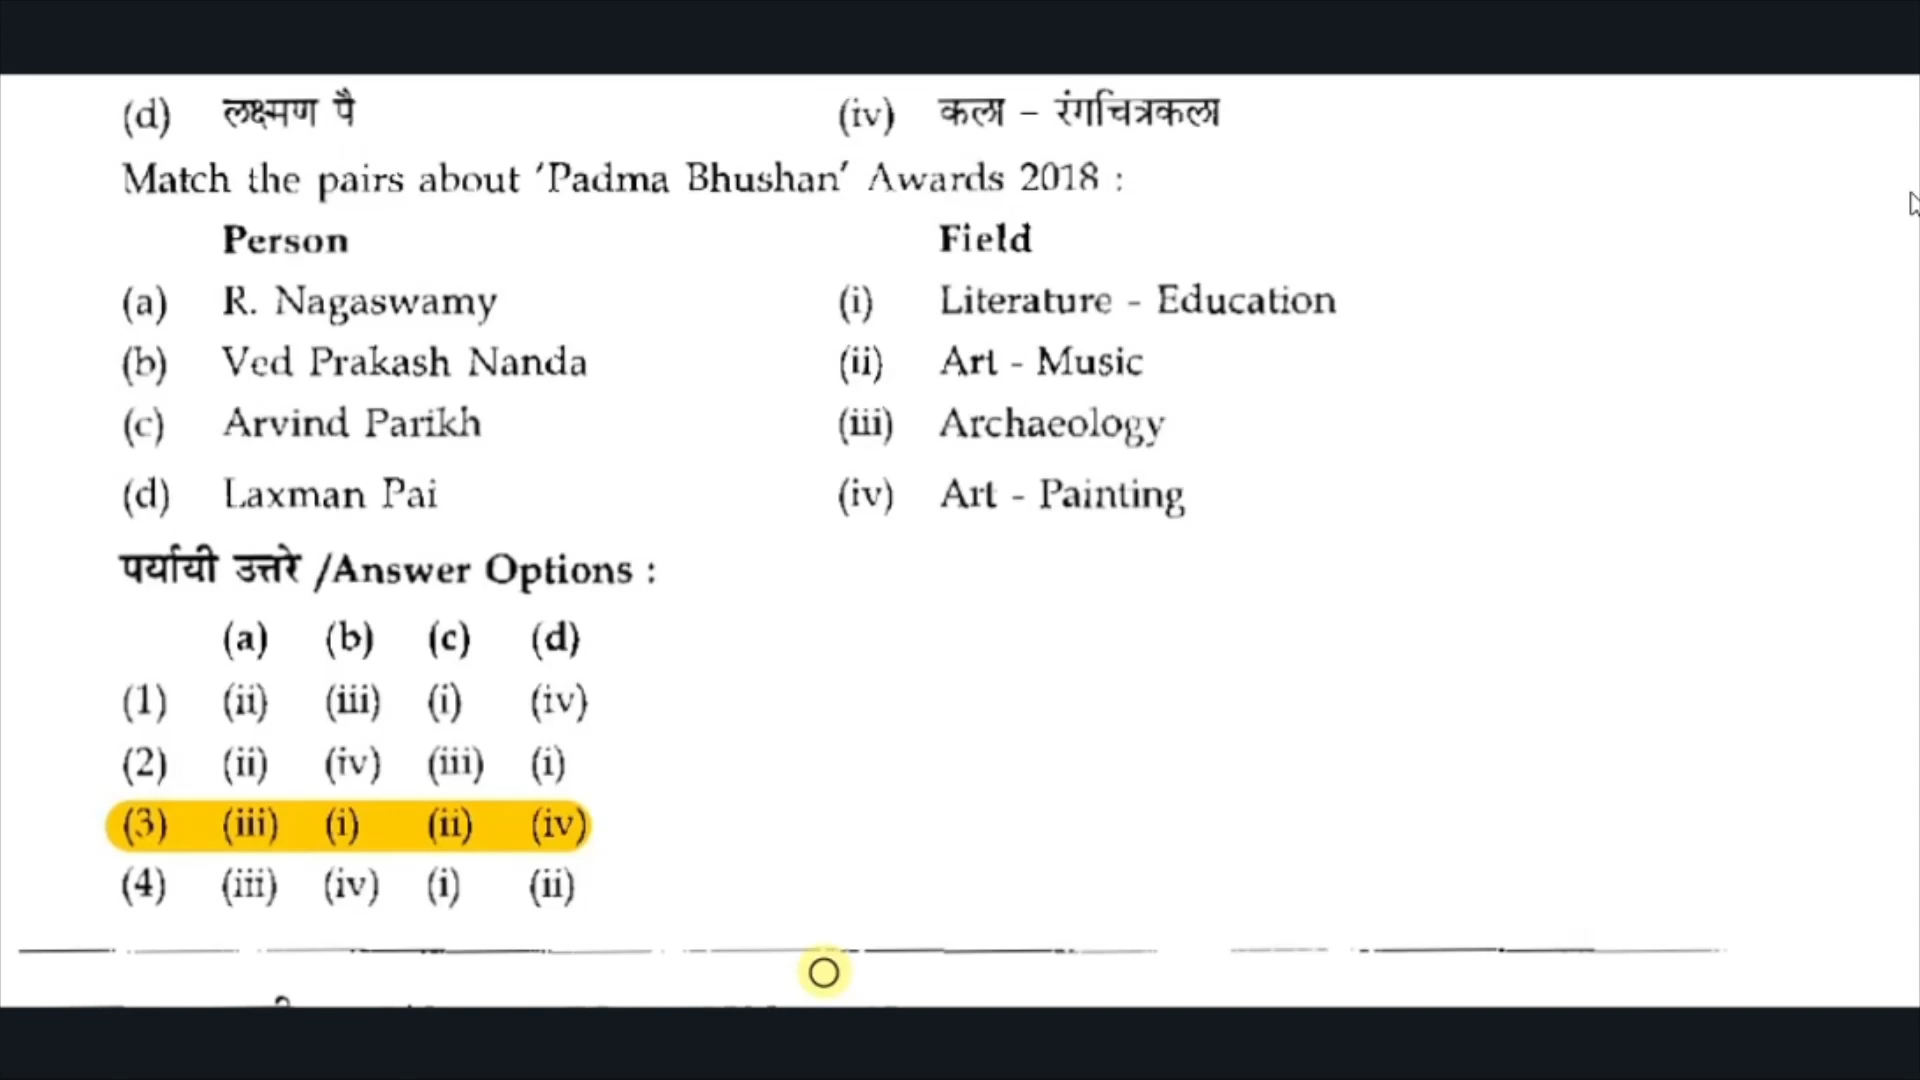 (d) लक्ष्मण पै (iv) कला – रंगचित्रकला
Match the pairs about 'Padma Bhushan' Awards 2018 :
Person Field
(a) R. Nagaswamy (i) Literature - Education
(b) Ved Prakash Nanda (ii) Art - Music
(c) Arvind Parikh (iii) Archaeology
(d) Laxman Pai (iv) Art - Painting
पर्यायी उत्तरे /Answer Options :
(a) (b) (c) (d)
(1) (ii) (iii) (i) (iv)
(2) (ii) (iv) (iii) (i)
(3) (iii) (i) (ii) (iv)
(4) (iii) (iv) (i) (ii)